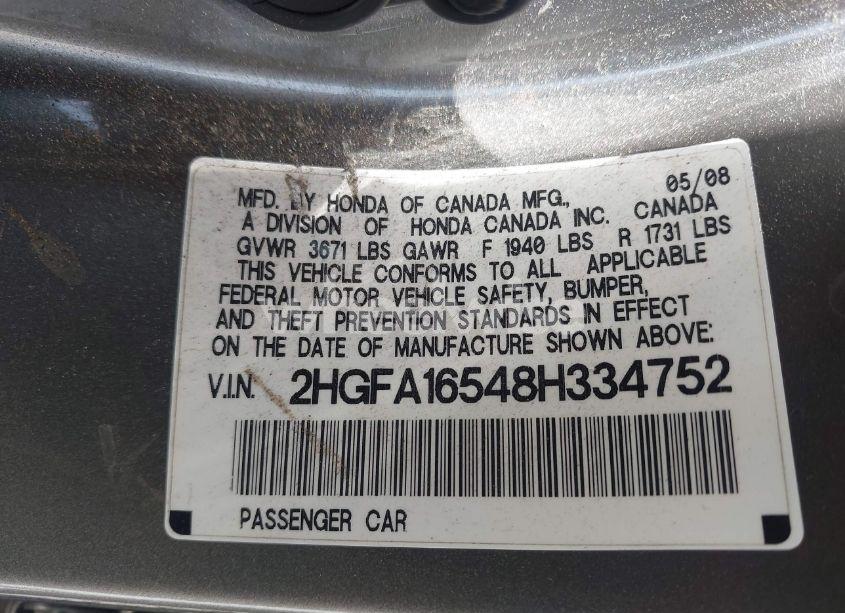 05/08
MFD. BY HONDA OF CANADA MFG.,
A DIVISION OF HONDA CANADA INC. CANADA
GVWR 3671 LBS GAWR F 1940 LBS R 1731 LBS
THIS VEHICLE CONFORMS TO ALL APPLICABLE
FEDERAL MOTOR VEHICLE SAFETY, BUMPER,
AND THEFT PREVENTION STANDARDS IN EFFECT
ON THE DATE OF MANUFACTURE SHOWN ABOVE:
V.I.N. 2HGFA16548H334752
PASSENGER CAR